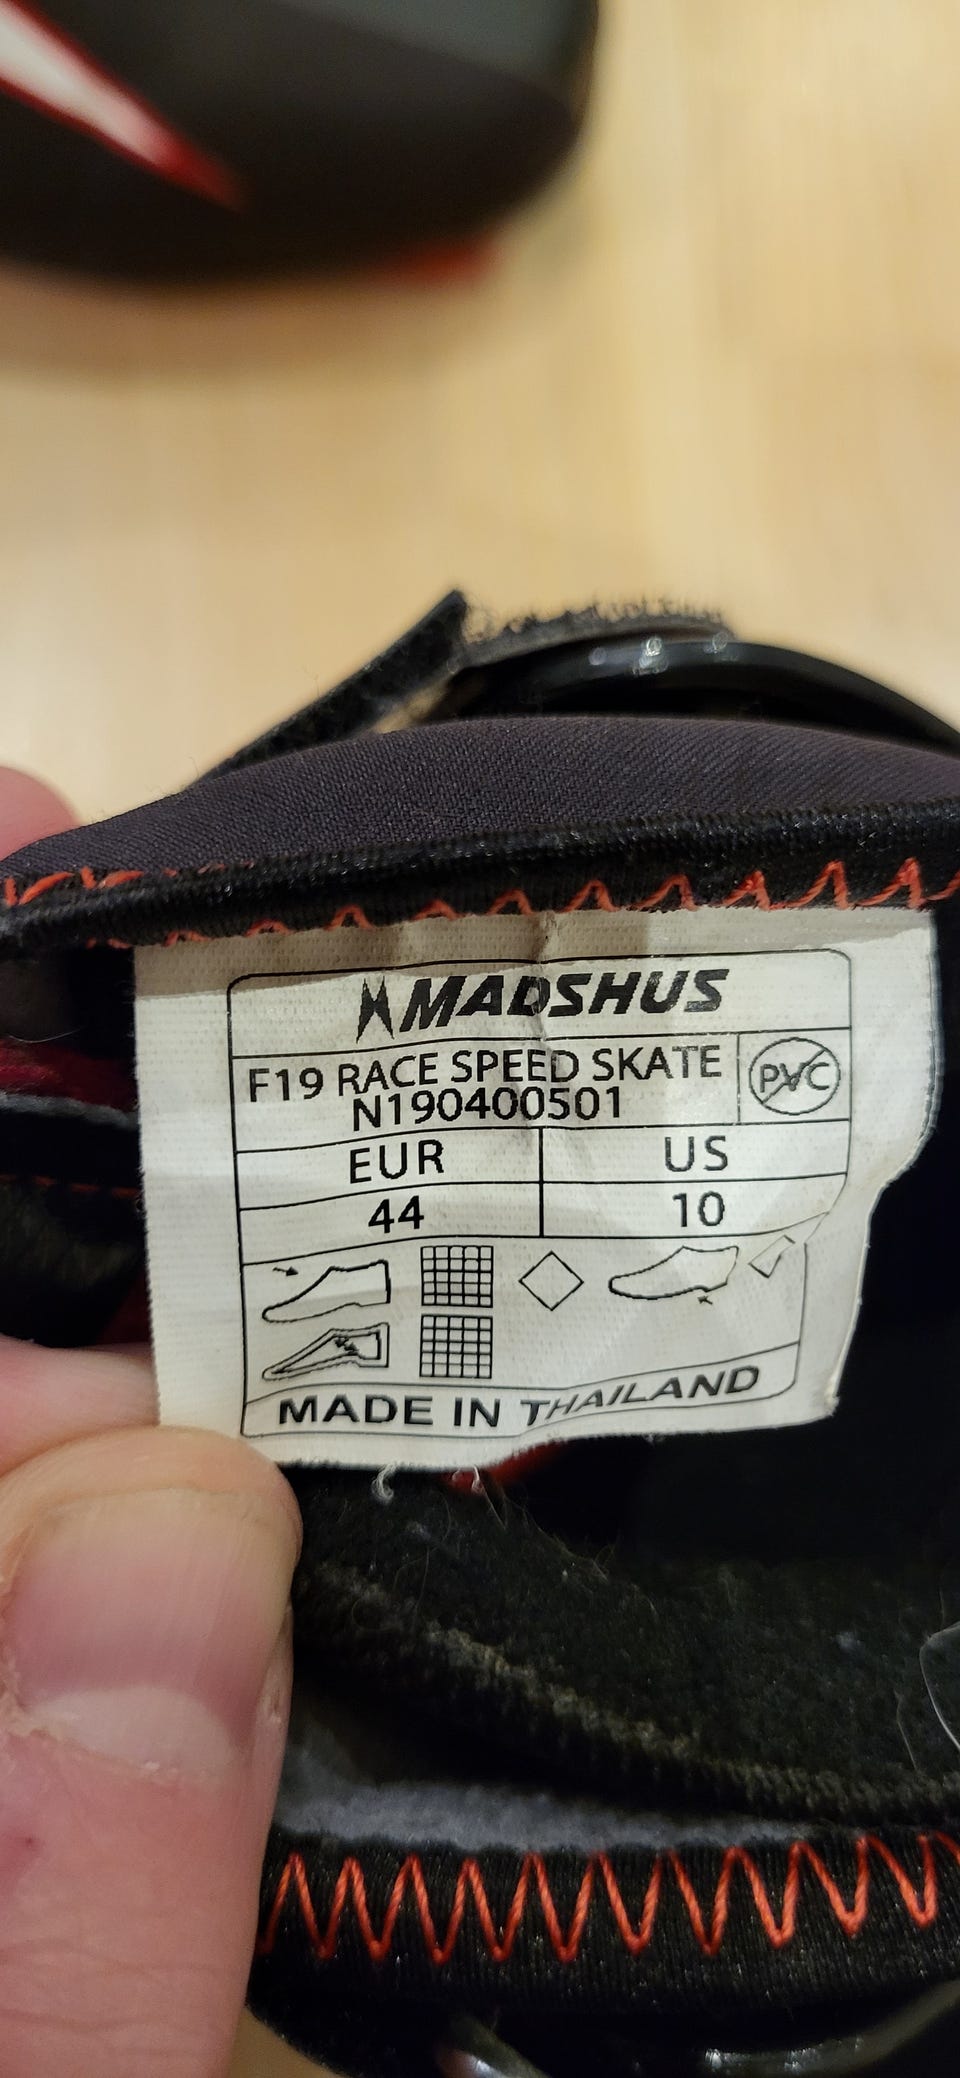 MADSHUS
F19 RACE SPEED SKATE
N190400501
PVC
EUR US
44 10
MADE IN THAILAND